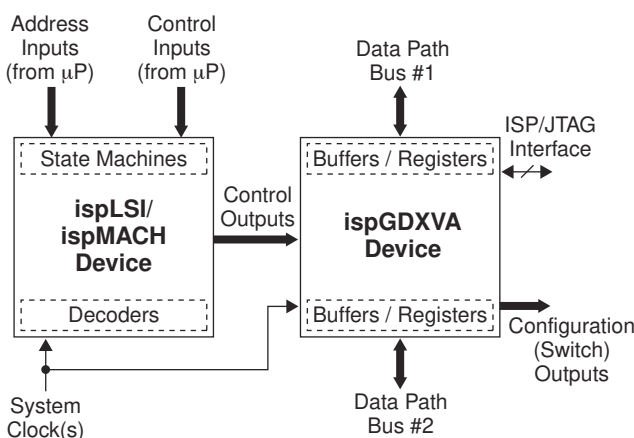 Address
Inputs
(from μP)
Control
Inputs
(from μP)
Data Path
Bus #1
ISP/JTAG
Interface
State Machines
Buffers / Registers
ispLSI/
ispMACH
Device
Control
Outputs
ispGDXVA
Device
Decoders
Buffers / Registers
Configuration
(Switch)
Outputs
System
Clock(s)
Data Path
Bus #2